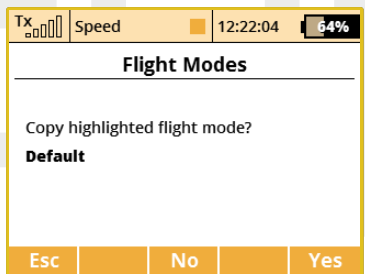 Tx Speed 12:22:04 64%
Flight Modes
Copy highlighted flight mode?
Default
Esc No Yes